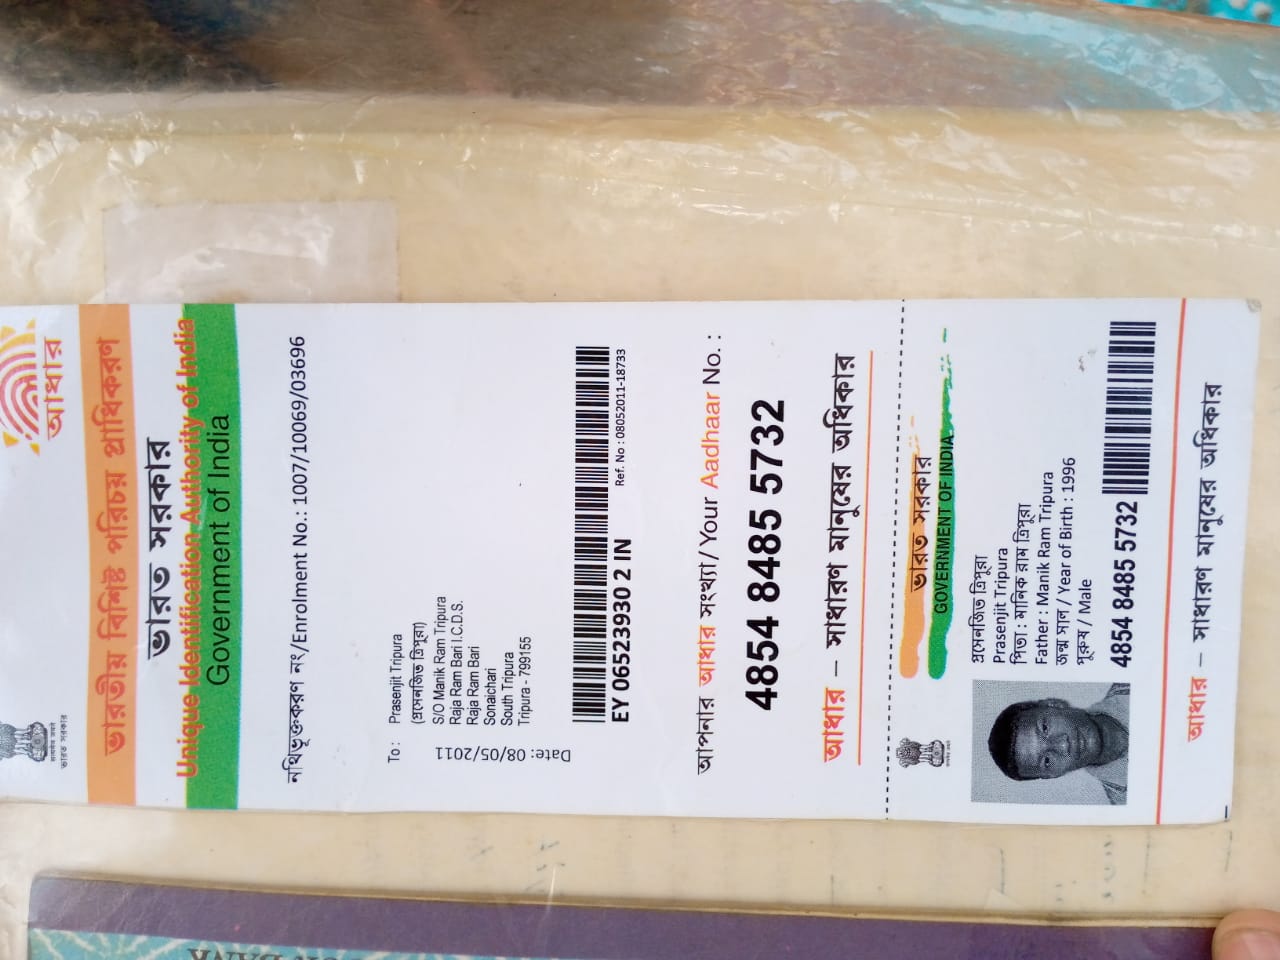 सत्यमेव जयते
ভারত সরকার
আধার
ভারতীয় বিশিষ্ট পরিচয় প্রাধিকরণ
ভারত সরকার
Unique Identification Authority of India
Government of India
নথিভূক্তকরণ নং/Enrolment No.: 1007/10069/03696
To :
Prasenjit Tripura
(প্রসেনজিত ত্রিপুরা)
S/O Manik Ram Tripura
Raja Ram Bari I.C.D.S.
Raja Ram Bari
Sonaichari
South Tripura
Tripura - 799155
Date: 08/05/2011
EY 06523930 2 IN
Ref. No : 08052011-18733
আপনার আধার সংখ্যা/ Your Aadhaar No. :
4854 8485 5732
আধার – সাধারণ মানুষের অধিকার
ভারত সরকার
GOVERNMENT OF INDIA
প্রসেনজিত ত্রিপুরা
Prasenjit Tripura
পিতা : মানিক রাম ত্রিপুরা
Father : Manik Ram Tripura
জন্ম সাল / Year of Birth : 1996
পুরুষ / Male
4854 8485 5732
আধার – সাধারণ মানুষের অধিকার